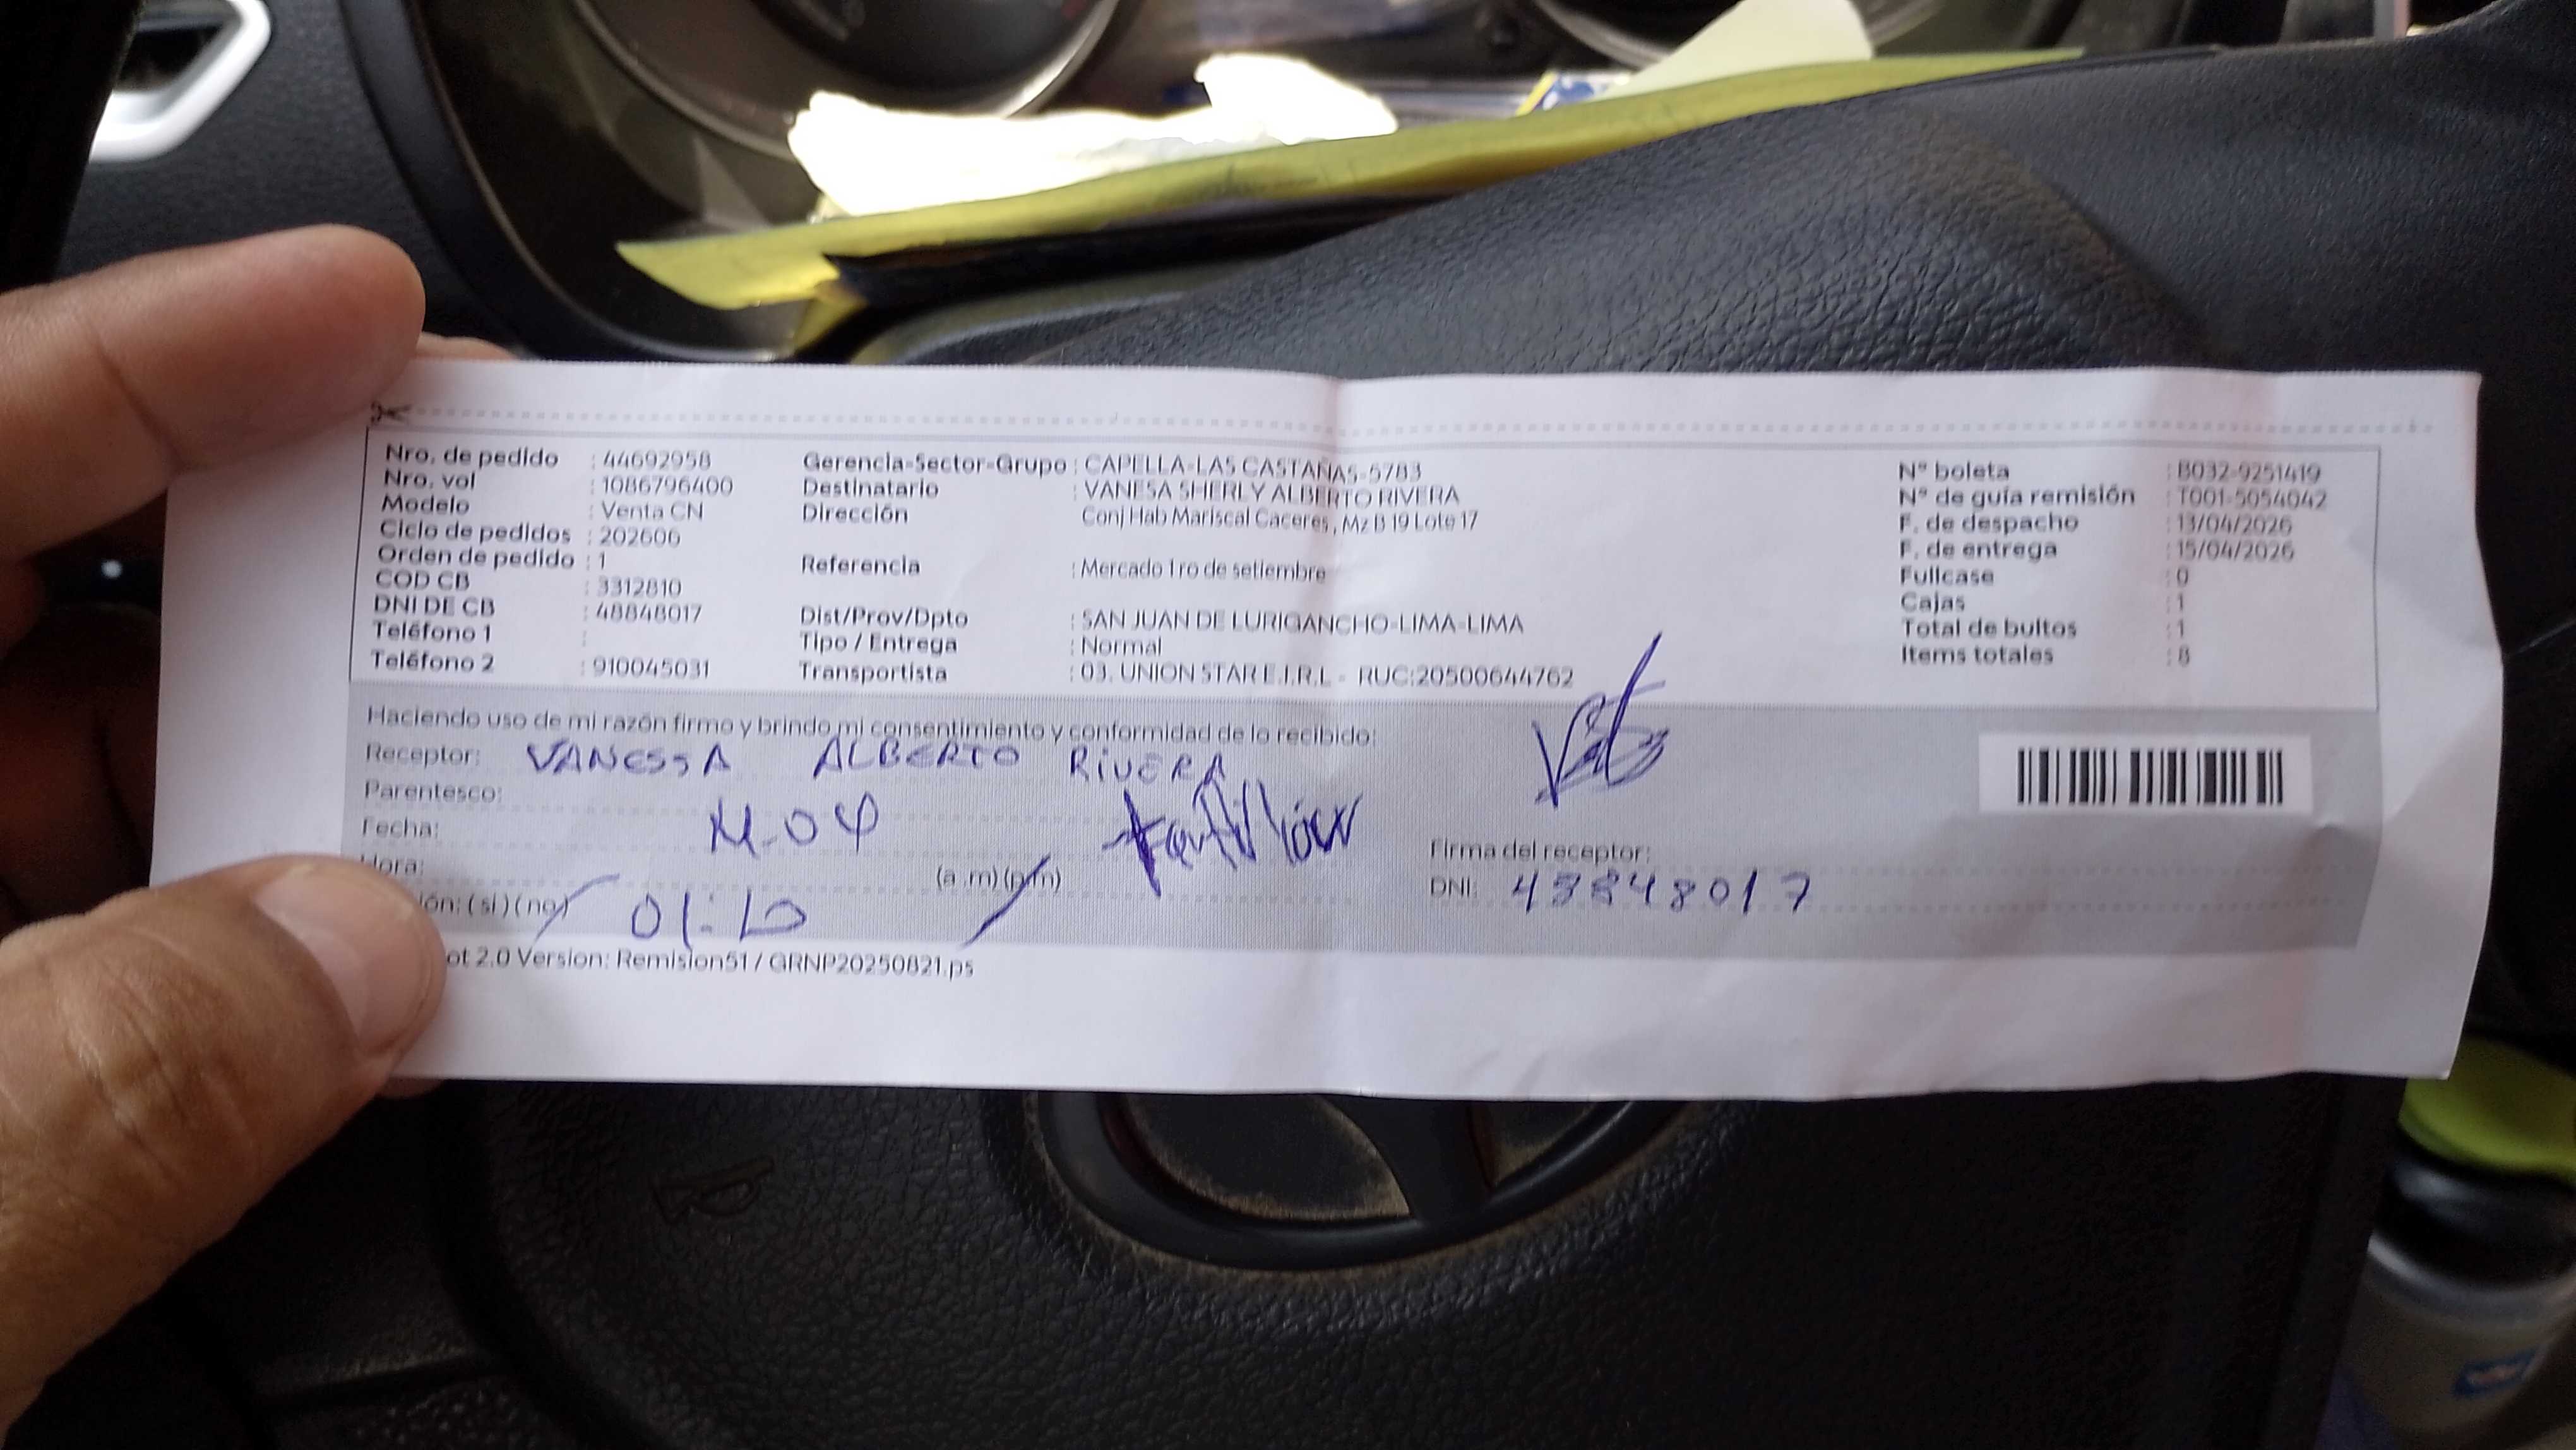 Nro. de pedido : 44692958
Nro. vol : 1086796400
Modelo : Venta CN
Ciclo de pedidos : 202606
Orden de pedido : 1
COD CB : 3312810
DNI DE CB : 48848017
Teléfono 1 :
Teléfono 2 : 910045031
Gerencia-Sector-Grupo : CAPELLA-LAS CASTAÑAS-5783
Destinatario : VANESA SHERLY ALBERTO RIVERA
Dirección : Conj Hab Mariscal Caceres, Mz B 19 Lote 17
Referencia : Mercado 1ro de setiembre
Dist/Prov/Dpto : SAN JUAN DE LURIGANCHO-LIMA-LIMA
Tipo / Entrega : Normal
Transportista : 03. UNION STAR E.I.R.L - RUC:20500644762
N° boleta : B032-9251419
N° de guía remisión : T001-5054042
F. de despacho : 13/04/2026
F. de entrega : 15/04/2026
Fullcase : 0
Cajas : 1
Total de bultos : 1
Items totales : 8
Haciendo uso de mi razón firmo y brindo mi consentimiento y conformidad de lo recibido:
Receptor: VANESSA ALBERTO RIVERA
Parentesco:
Fecha:
Hora: (a.m) (p.m)
ión: (si) (no) 01:10
Firma del receptor:
DNI: 48848017
ot 2.0 Version: Remision51 / GRNP20250821.ps